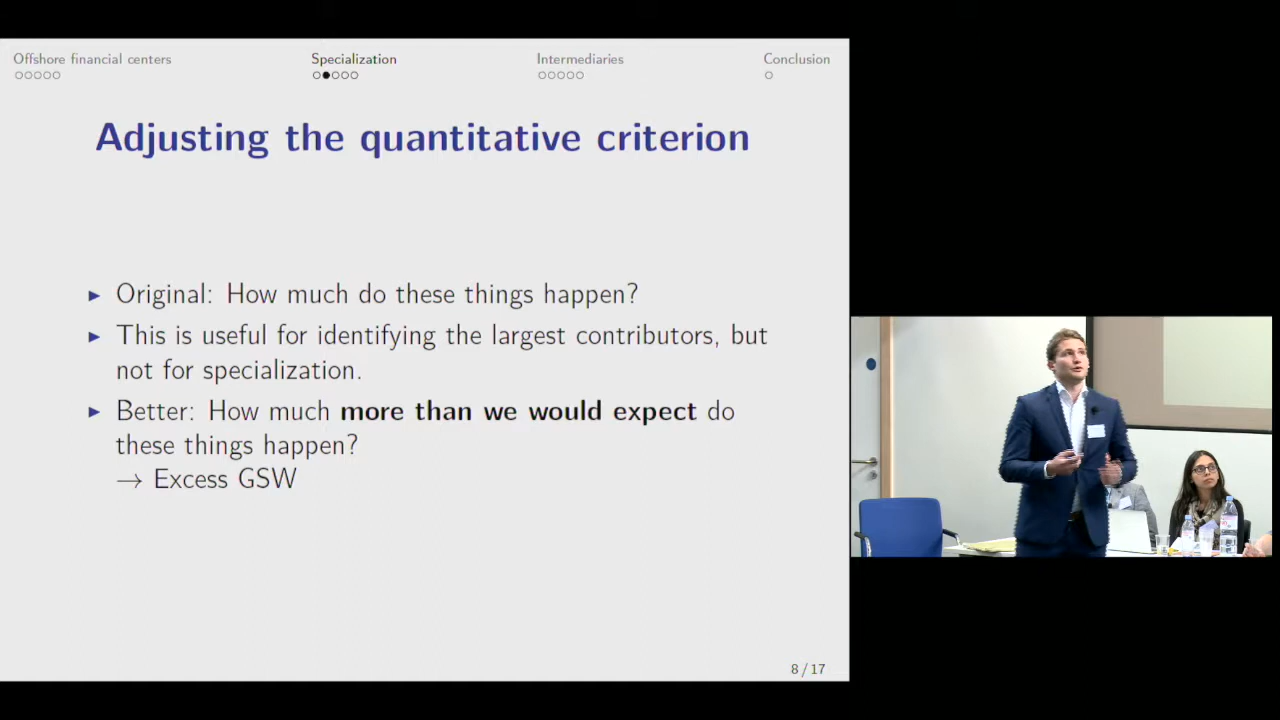 Offshore financial centers
Specialization
Intermediaries
Conclusion
Adjusting the quantitative criterion
Original: How much do these things happen?
This is useful for identifying the largest contributors, but
not for specialization.
Better: How much more than we would expect do
these things happen?
→ Excess GSW
8 / 17